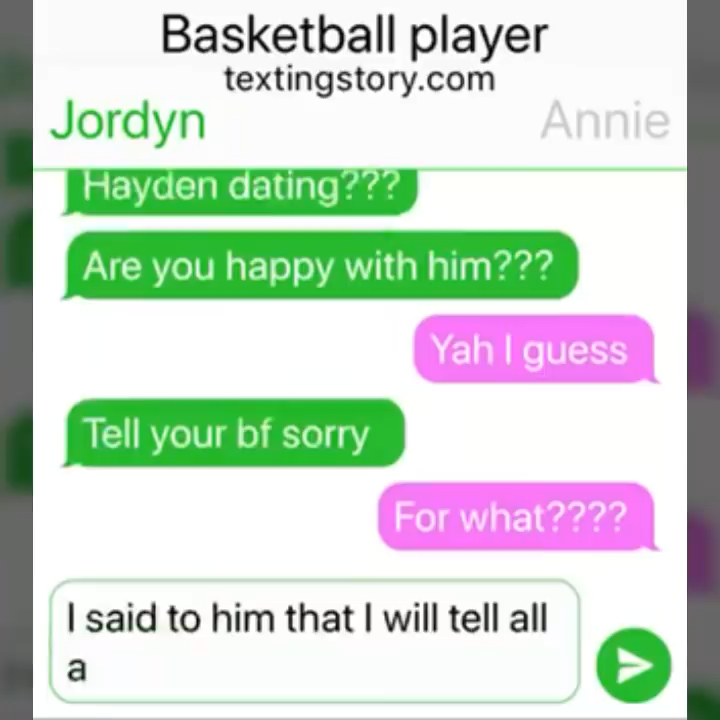 Basketball player
textingstory.com
Jordyn
Annie
Hayden dating???
Are you happy with him???
Yah I guess
Tell your bf sorry
For what????
I said to him that I will tell all
a